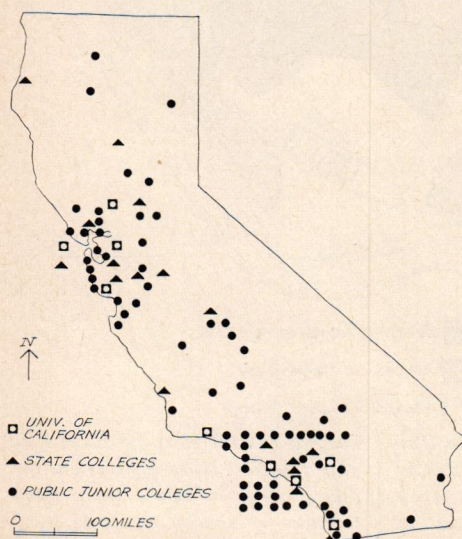 N
UNIV. OF
CALIFORNIA
STATE COLLEGES
PUBLIC JUNIOR COLLEGES
0 100 MILES